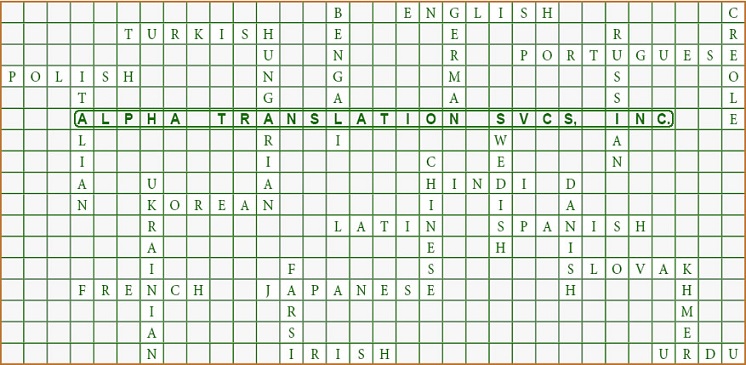 BENGALI
ENGLISH
GERMAN
CREOLE
TURKISH
HUNGARIAN
RUSSIAN
PORTUGUESE
POLISH
ITALIAN
ALPHA TRANSLATION SVCS, INC.
SWEDISH
CHINESE
UKRAINIAN
HINDI
DANISH
KOREAN
LATIN
SPANISH
FARSI
SLOVAK
KHMER
FRENCH
JAPANESE
IRISH
URDU